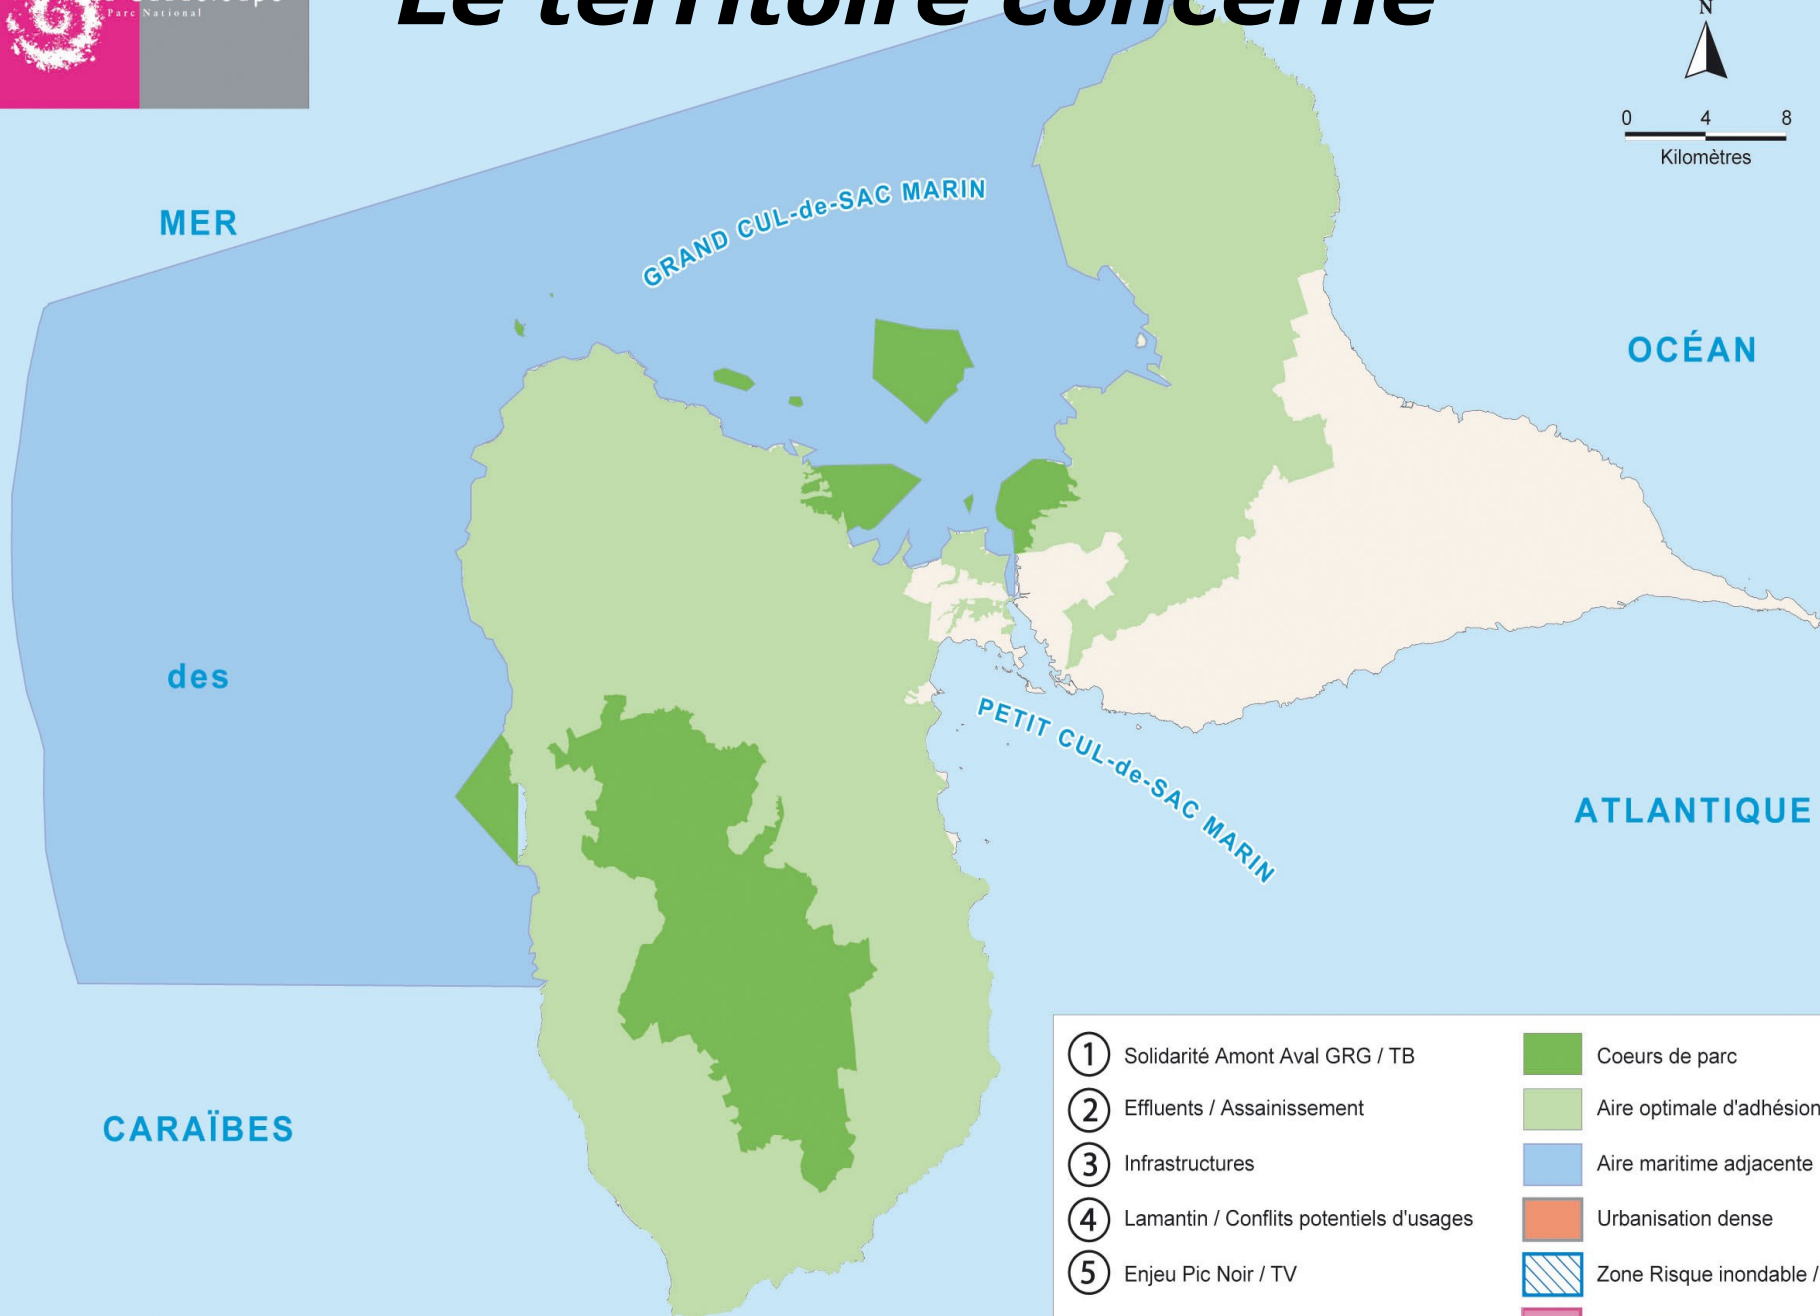 Parc National
Le territoire concerné
N
0 4 8
Kilomètres
MER
GRAND CUL-de-SAC MARIN
OCÉAN
des
PETIT CUL-de-SAC MARIN
ATLANTIQUE
CARAÏBES
1 Solidarité Amont Aval GRG / TB
2 Effluents / Assainissement
3 Infrastructures
4 Lamantin / Conflits potentiels d'usages
5 Enjeu Pic Noir / TV
Coeurs de parc
Aire optimale d'adhésion
Aire maritime adjacente
Urbanisation dense
Zone Risque inondable /